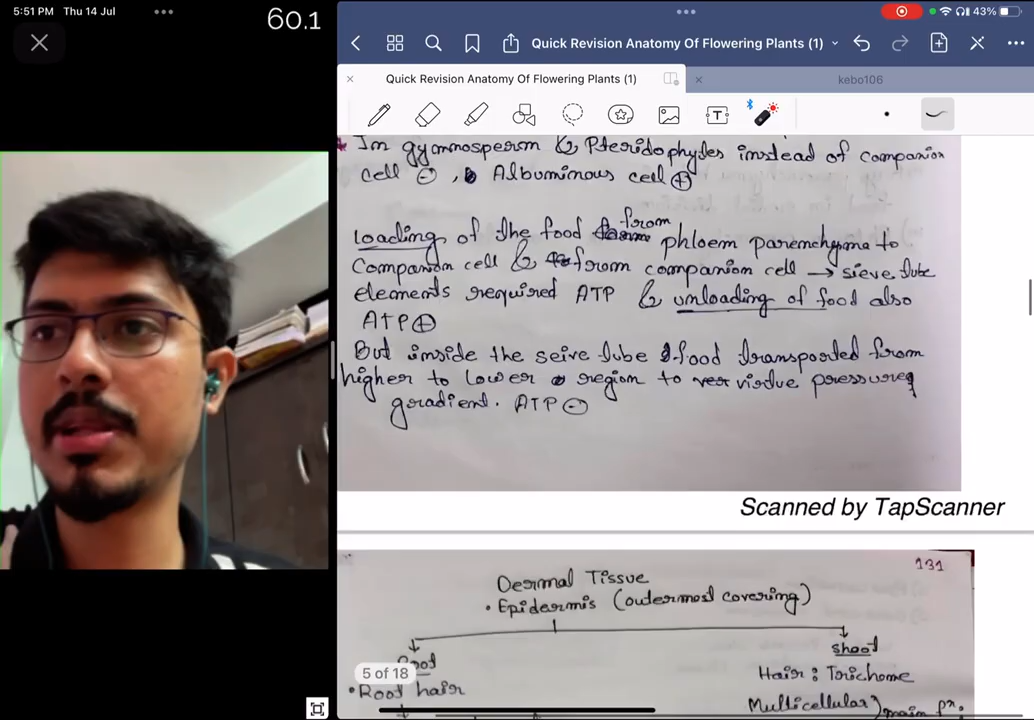 5:51 PM Thu 14 Jul
60.1
43%
Quick Revision Anatomy Of Flowering Plants (1)
Quick Revision Anatomy Of Flowering Plants (1)
kebo106
In gymnosperm & Pteridophytes instead of companion
cell ⊖, Albuminous cell ⊕
loading of the food from phloem parenchyma to
Companion cell & from companion cell → sieve tube
elements required ATP & unloading of food also
ATP ⊕
But inside the seive tube food transported from
higher to lower region to virtue pressure
gradient. ATP ⊖
Scanned by TapScanner
131
Dermal Tissue
• Epidermis (outermost covering)
Root
shoot
5 of 18
• Root hair
Hair : Trichome
Multicellular) main fn.